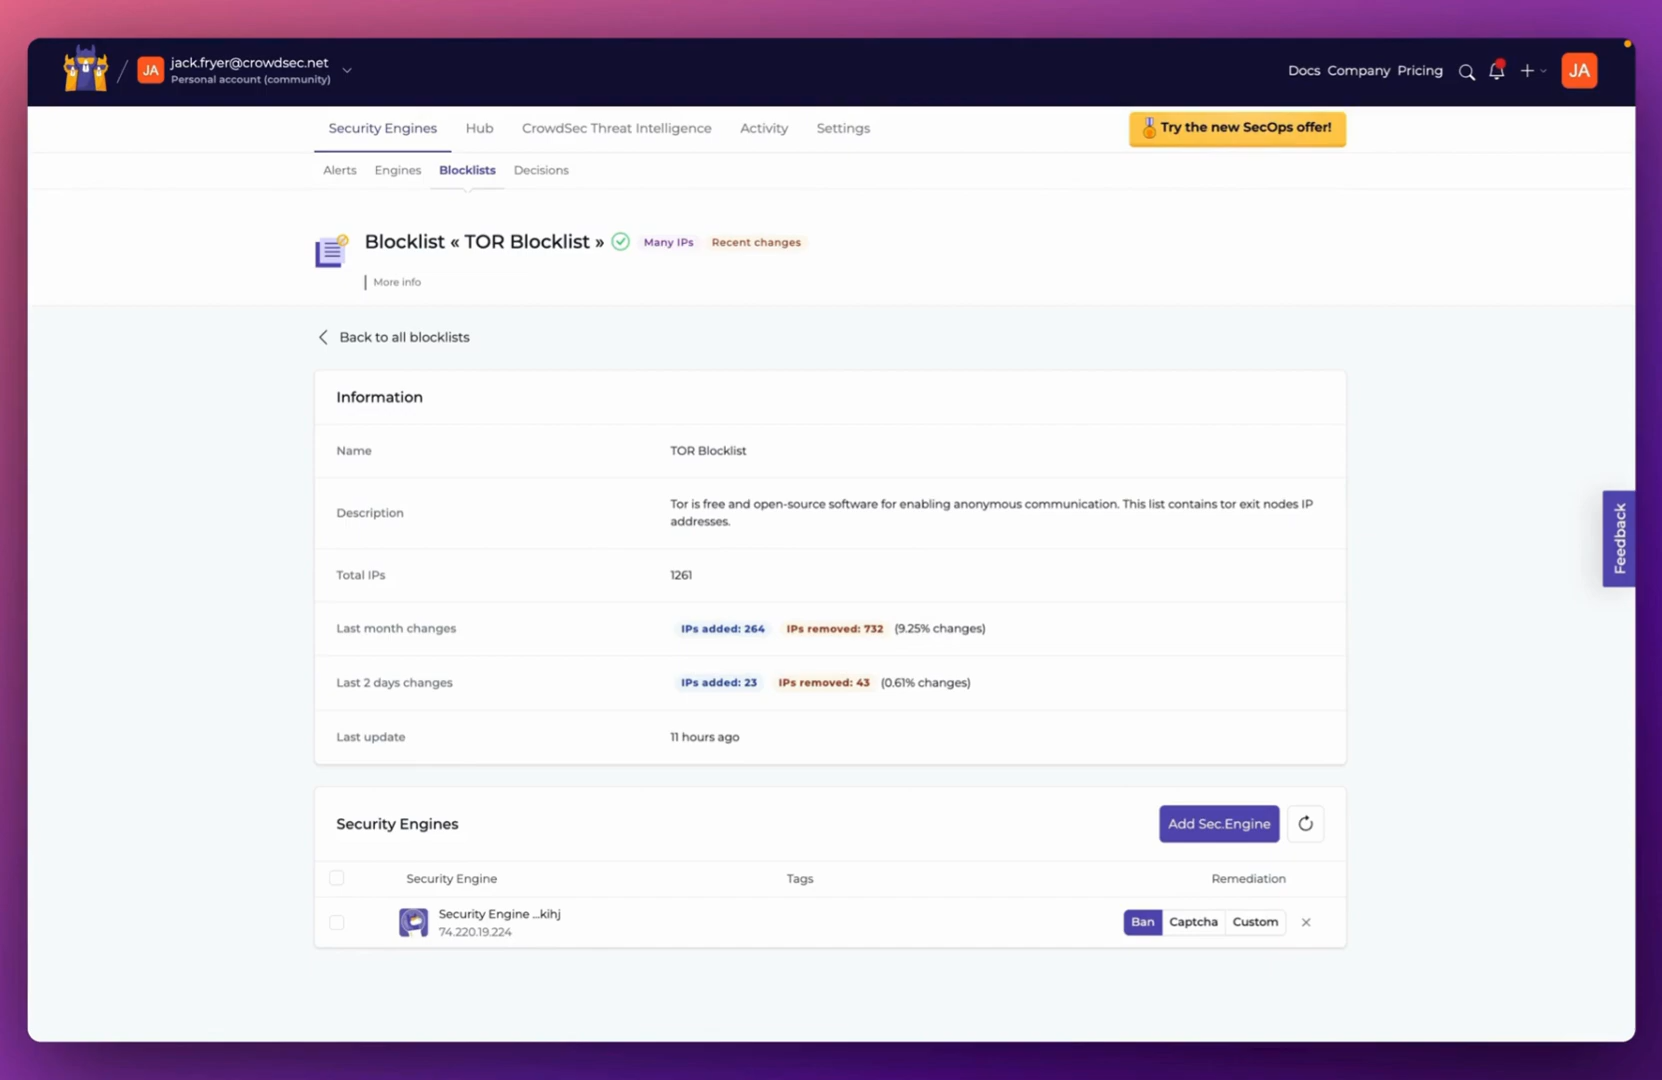 JA
jack.fryer@crowdsec.net
Personal account (community)
Docs Company Pricing
JA
Security Engines Hub CrowdSec Threat Intelligence Activity Settings
Try the new SecOps offer!
Alerts Engines Blocklists Decisions
Blocklist « TOR Blocklist » Many IPs Recent changes
More info
Back to all blocklists
Information
Name TOR Blocklist
Description
Tor is free and open-source software for enabling anonymous communication. This list contains tor exit nodes IP
addresses.
Total IPs 1261
Last month changes IPs added: 264 IPs removed: 732 (9.25% changes)
Last 2 days changes IPs added: 23 IPs removed: 43 (0.61% changes)
Last update 11 hours ago
Feedback
Security Engines Add Sec.Engine
Security Engine Tags Remediation
Security Engine ...kihj
74.220.19.224
Ban Captcha Custom